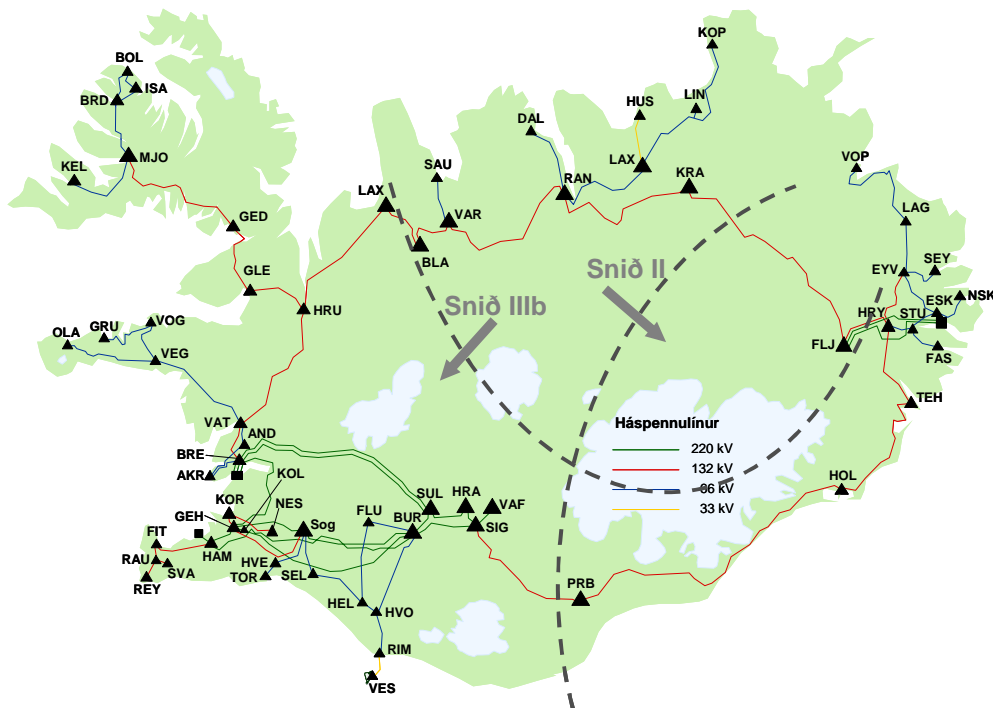 KOP
BOL
ISA
BRD
LIN
HUS
DAL
MJO
KEL
SAU
LAX
VOP
RAN
KRA
LAX
VAR
LAG
GED
BLA
SEY
EYV
GLE
Snið II
NSK
ESK
Snið IIIb
HRU
HRY
STU
VOG
GRU
OLA
FLJ
FAS
VEG
TEH
VAT
Háspennulínur
AND
220 kV
BRE
132 kV
KOL
AKR
HOL
66 kV
SUL
HRA
VAF
KOR
NES
33 kV
FLU
GEH
Sog
BUR
SIG
FIT
HAM
RAU
HVE
SVA
TOR
SEL
REY
PRB
HEL
HVO
RIM
VES